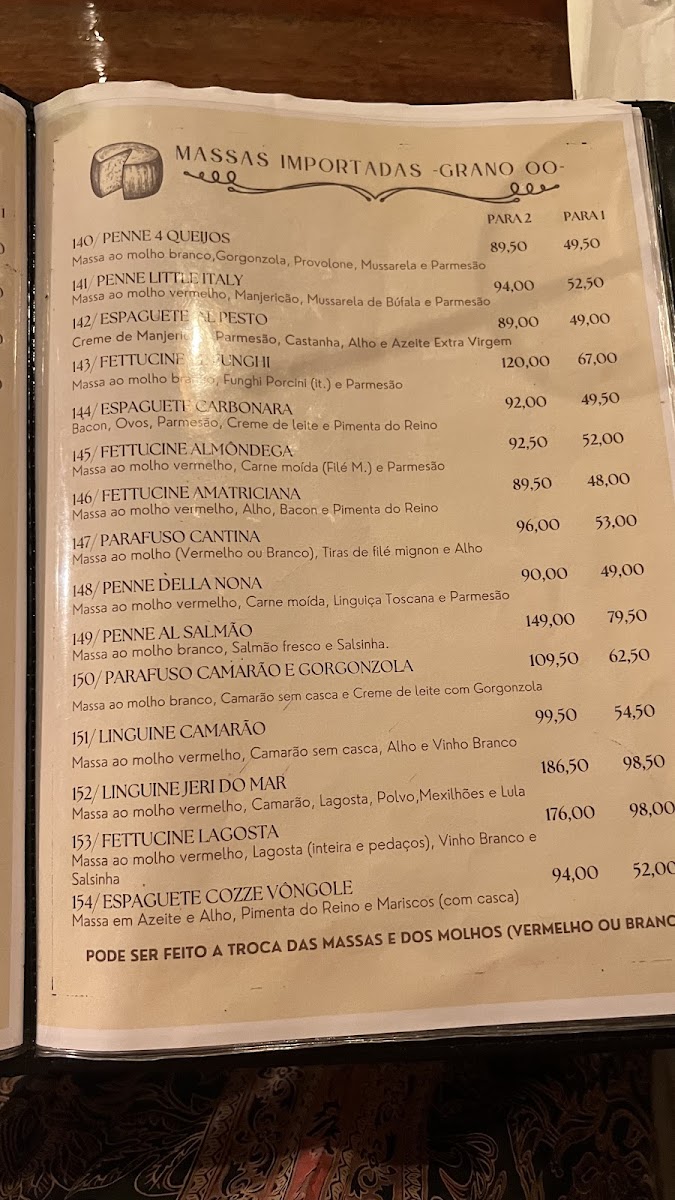 MASSAS IMPORTADAS -GRANO OO-
PARA 2 PARA 1
140/ PENNE 4 QUEIJOS 89,50 49,50
Massa ao molho branco,Gorgonzola, Provolone, Mussarela e Parmesão
141/ PENNE LITTLE ITALY 94,00 52,50
Massa ao molho vermelho, Manjericão, Mussarela de Búfala e Parmesão
142/ ESPAGUETE AL PESTO 89,00 49,00
Creme de Manjericão, Parmesão, Castanha, Alho e Azeite Extra Virgem
143/ FETTUCINE FUNGHI 120,00 67,00
Massa ao molho branco, Funghi Porcini (it.) e Parmesão
144/ ESPAGUETE CARBONARA 92,00 49,50
Bacon, Ovos, Parmesão, Creme de leite e Pimenta do Reino
145/ FETTUCINE ALMÔNDEGA 92,50 52,00
Massa ao molho vermelho, Carne moída (Filé M.) e Parmesão
146/ FETTUCINE AMATRICIANA 89,50 48,00
Massa ao molho vermelho, Alho, Bacon e Pimenta do Reino
147/ PARAFUSO CANTINA 96,00 53,00
Massa ao molho (Vermelho ou Branco), Tiras de filé mignon e Alho
148/ PENNE DELLA NONA 90,00 49,00
Massa ao molho vermelho, Carne moída, Linguiça Toscana e Parmesão
149/ PENNE AL SALMÃO 149,00 79,50
Massa ao molho branco, Salmão fresco e Salsinha.
150/ PARAFUSO CAMARÃO E GORGONZOLA 109,50 62,50
Massa ao molho branco, Camarão sem casca e Creme de leite com Gorgonzola
151/ LINGUINE CAMARÃO 99,50 54,50
Massa ao molho vermelho, Camarão sem casca, Alho e Vinho Branco
152/ LINGUINE JERI DO MAR 186,50 98,50
Massa ao molho vermelho, Camarão, Lagosta, Polvo,Mexilhões e Lula
153/ FETTUCINE LAGOSTA 176,00 98,00
Massa ao molho vermelho, Lagosta (inteira e pedaços), Vinho Branco e
Salsinha
154/ ESPAGUETE COZZE VÔNGOLE 94,00 52,00
Massa em Azeite e Alho, Pimenta do Reino e Mariscos (com casca)
PODE SER FEITO A TROCA DAS MASSAS E DOS MOLHOS (VERMELHO OU BRANC